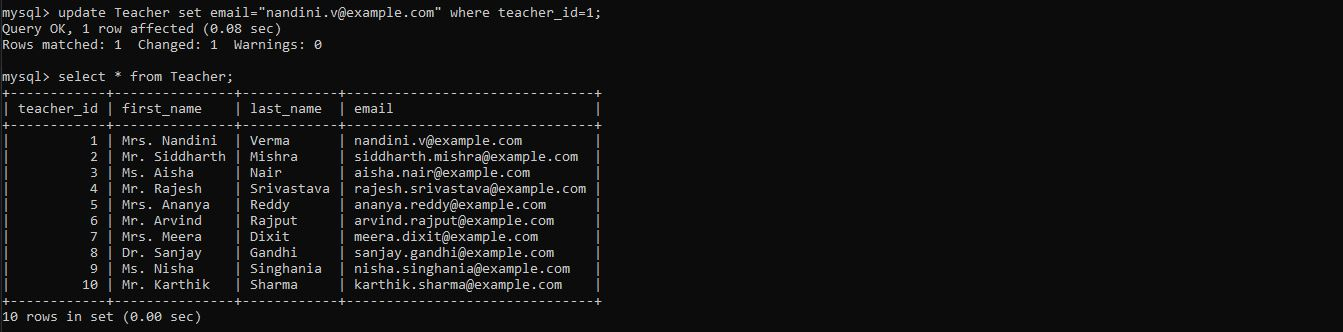 mysql> update Teacher set email="nandini.v@example.com" where teacher_id=1;
Query OK, 1 row affected (0.08 sec)
Rows matched: 1  Changed: 1  Warnings: 0

mysql> select * from Teacher;
+------------+---------------+------------+-------------------------------+
| teacher_id | first_name    | last_name  | email                         |
+------------+---------------+------------+-------------------------------+
|          1 | Mrs. Nandini  | Verma      | nandini.v@example.com         |
|          2 | Mr. Siddharth | Mishra     | siddharth.mishra@example.com  |
|          3 | Ms. Aisha     | Nair       | aisha.nair@example.com        |
|          4 | Mr. Rajesh    | Srivastava | rajesh.srivastava@example.com |
|          5 | Mrs. Ananya   | Reddy      | ananya.reddy@example.com      |
|          6 | Mr. Arvind    | Rajput     | arvind.rajput@example.com     |
|          7 | Mrs. Meera    | Dixit      | meera.dixit@example.com       |
|          8 | Dr. Sanjay    | Gandhi     | sanjay.gandhi@example.com     |
|          9 | Ms. Nisha     | Singhania  | nisha.singhania@example.com   |
|         10 | Mr. Karthik   | Sharma     | karthik.sharma@example.com    |
+------------+---------------+------------+-------------------------------+
10 rows in set (0.00 sec)